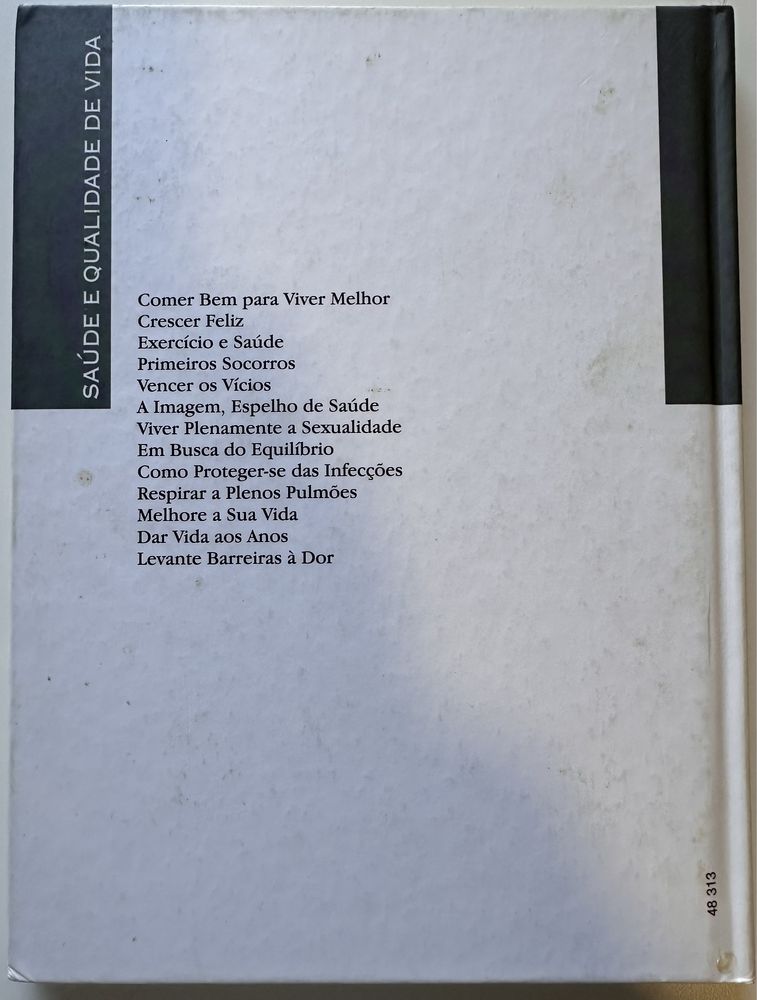 SAÚDE E QUALIDADE DE VIDA
Comer Bem para Viver Melhor
Crescer Feliz
Exercício e Saúde
Primeiros Socorros
Vencer os Vícios
A Imagem, Espelho de Saúde
Viver Plenamente a Sexualidade
Em Busca do Equilíbrio
Como Proteger-se das Infecções
Respirar a Plenos Pulmões
Melhore a Sua Vida
Dar Vida aos Anos
Levante Barreiras à Dor
48 313